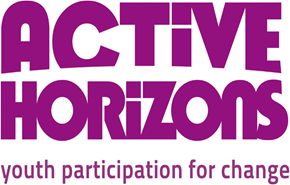 ACTiVE
HORiZONS
youth participation for change